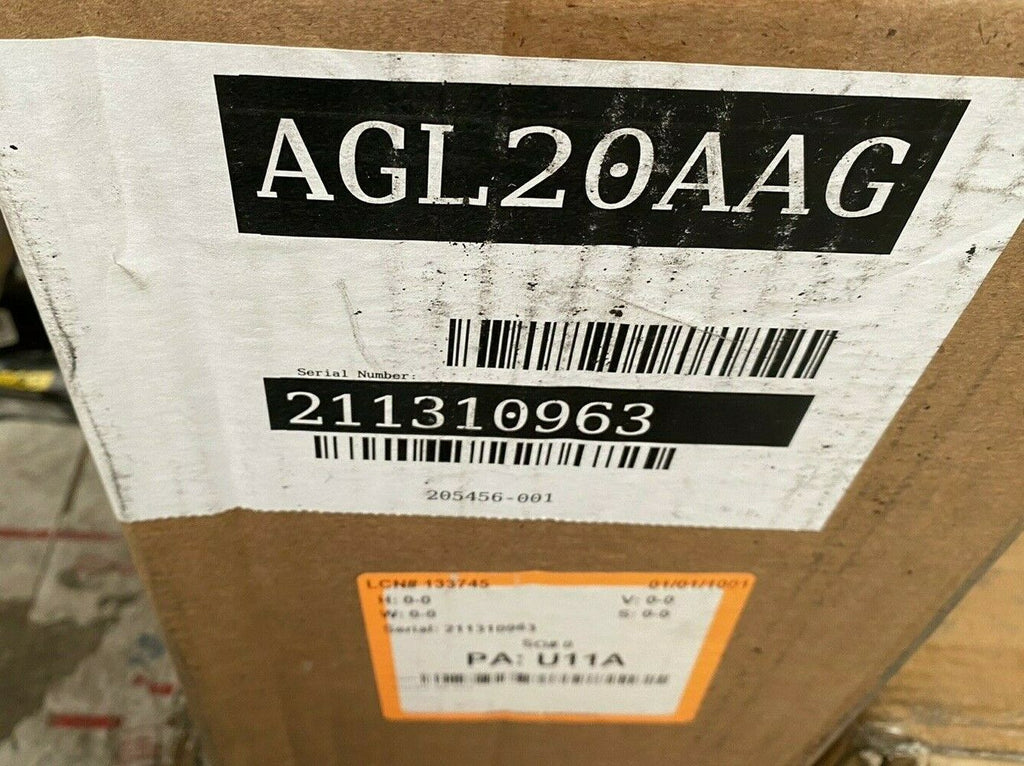 AGL20AAG
Serial Number:
211310963
205456-001
LCN# 133745 01/01/1001
H: 0-0 V: 0-0
W: 0-0 S: 0-0
Serial: 211310963
PA: U11A